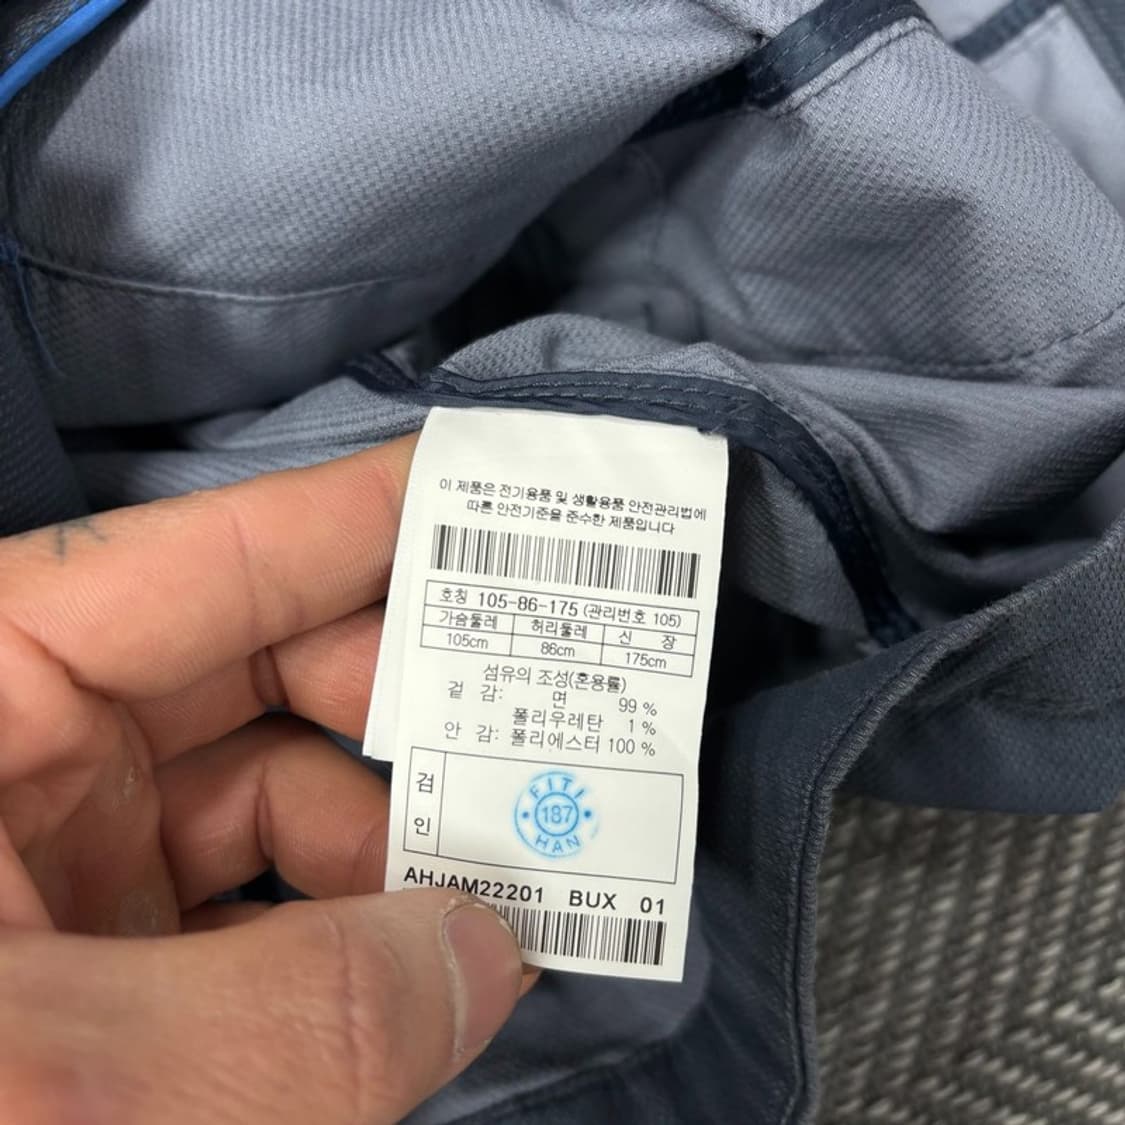 이 제품은 전기용품 및 생활용품 안전관리법에
따른 안전기준을 준수한 제품입니다
호칭 105-86-175 (관리번호 105)
가슴둘레 허리둘레 신 장
105cm 86cm 175cm
섬유의 조성(혼용률)
겉 감: 면 99 %
폴리우레탄 1 %
안 감: 폴리에스터 100 %
검
인
FITI
187
HAN
AHJAM22201 BUX 01